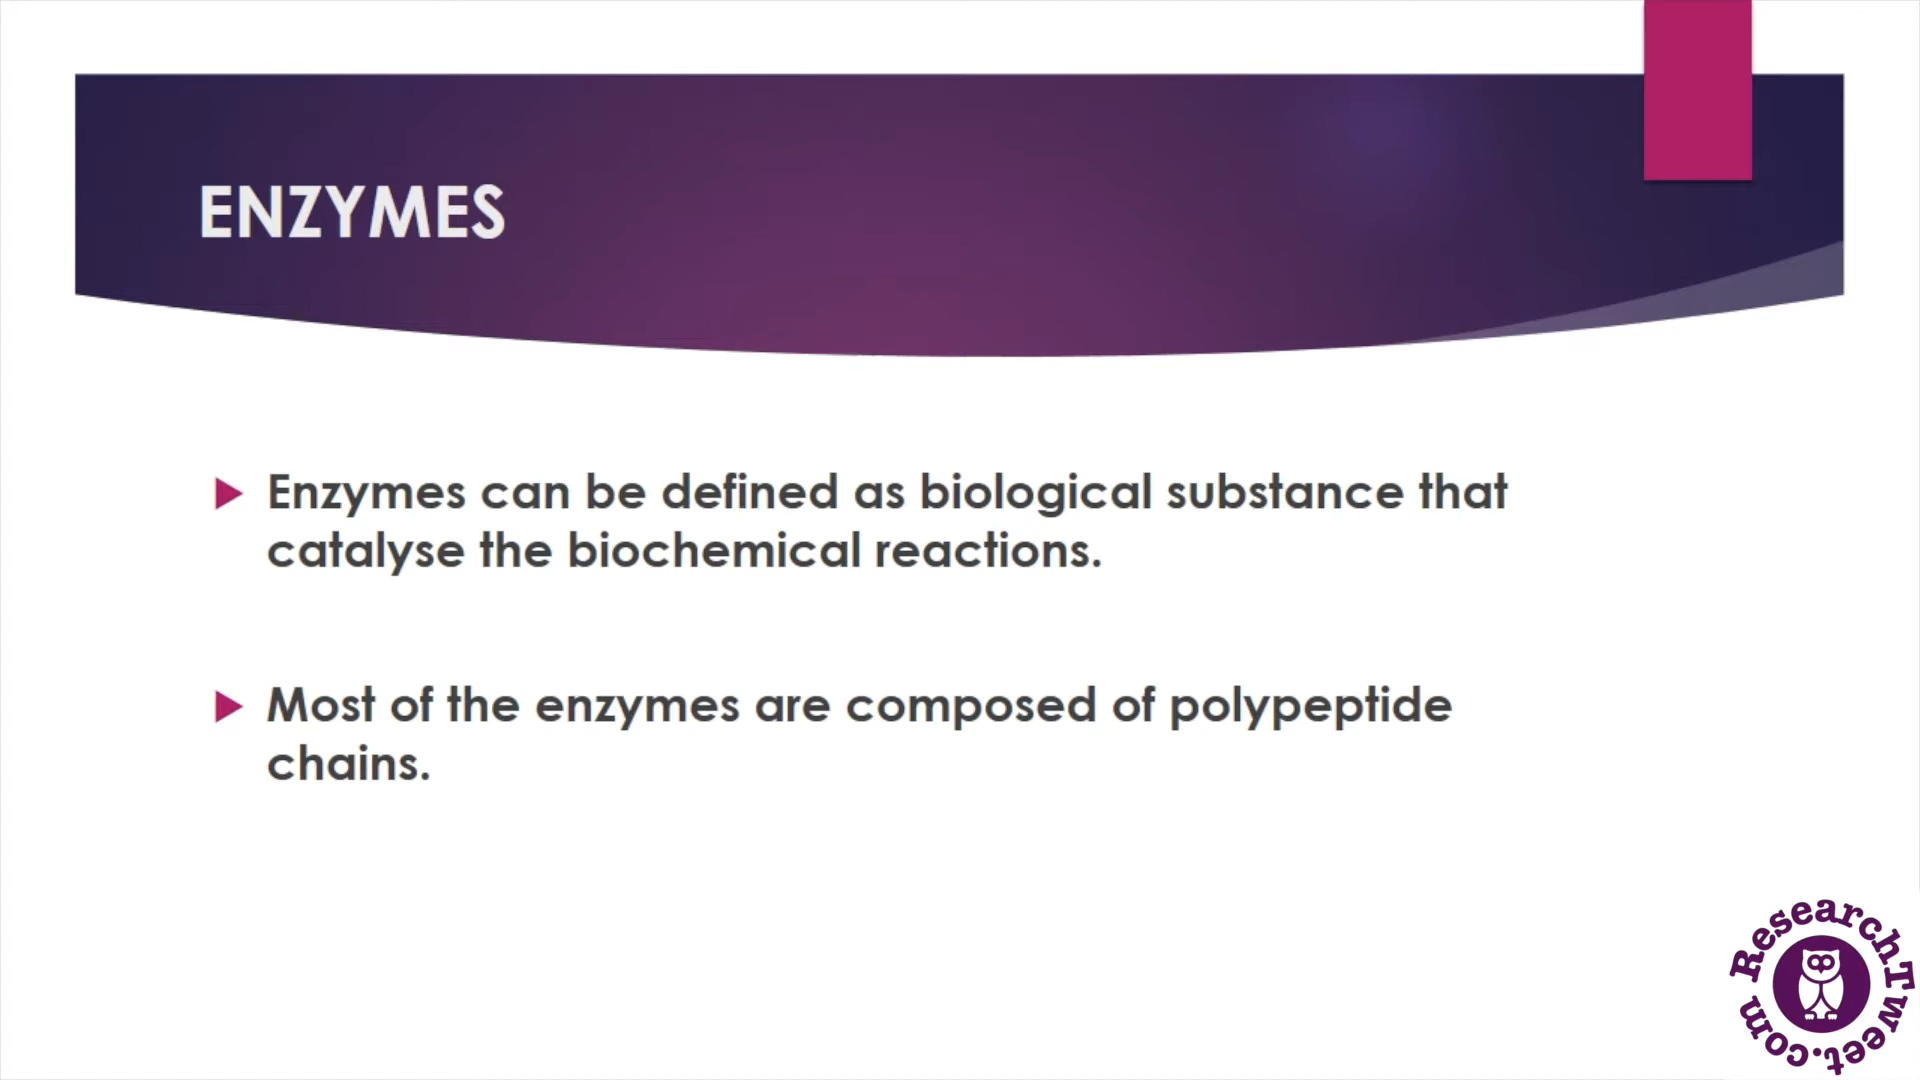 ENZYMES
Enzymes can be defined as biological substance that
catalyse the biochemical reactions.
Most of the enzymes are composed of polypeptide
chains.
ResearchTweet.com